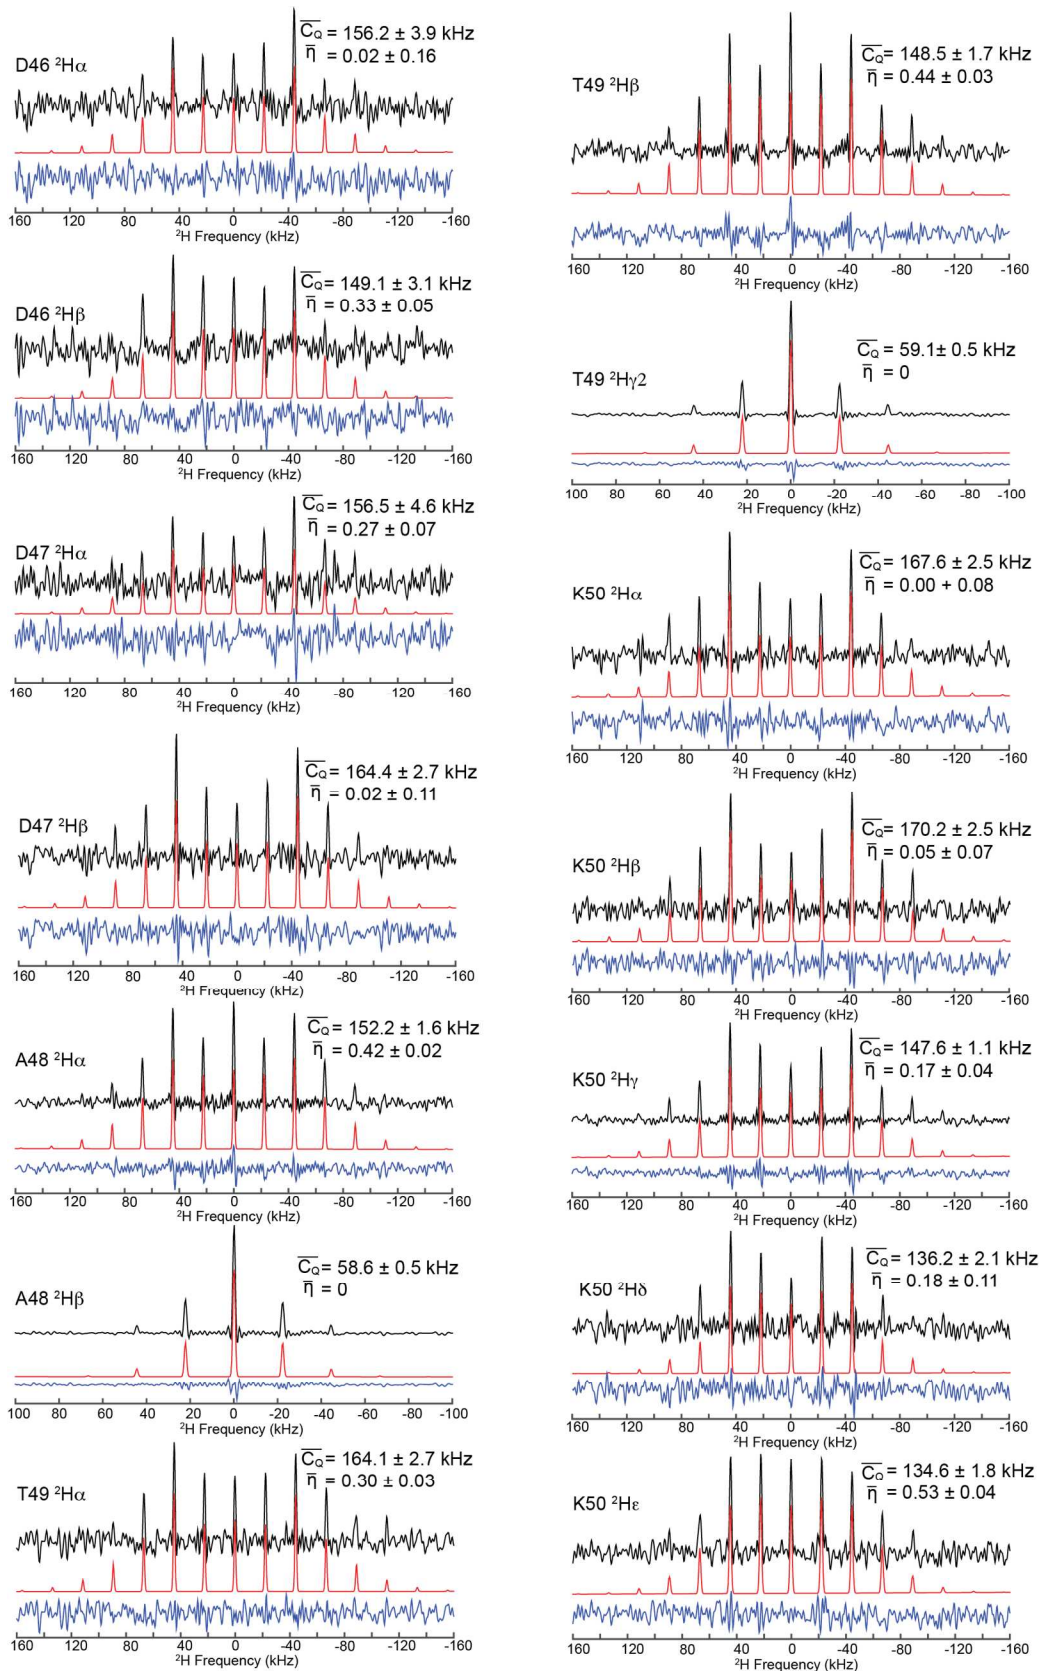 D46 ²Hα
C̅Q̅ = 156.2 ± 3.9 kHz
η̅ = 0.02 ± 0.16
160 120 80 40 0 -40 -80 -120 -160
²H Frequency (kHz)
D46 ²Hβ
C̅Q̅ = 149.1 ± 3.1 kHz
η̅ = 0.33 ± 0.05
160 120 80 40 0 -40 -80 -120 -160
²H Frequency (kHz)
D47 ²Hα
C̅Q̅ = 156.5 ± 4.6 kHz
η̅ = 0.27 ± 0.07
160 120 80 40 0 -40 -80 -120 -160
²H Frequency (kHz)
D47 ²Hβ
C̅Q̅ = 164.4 ± 2.7 kHz
η̅ = 0.02 ± 0.11
160 120 80 40 0 -40 -80 -120 -160
²H Frequency (kHz)
A48 ²Hα
C̅Q̅ = 152.2 ± 1.6 kHz
η̅ = 0.42 ± 0.02
160 120 80 40 0 -40 -80 -120 -160
²H Frequency (kHz)
A48 ²Hβ
C̅Q̅ = 58.6 ± 0.5 kHz
η̅ = 0
100 80 60 40 20 0 -20 -40 -60 -80 -100
²H Frequency (kHz)
T49 ²Hα
C̅Q̅ = 164.1 ± 2.7 kHz
η̅ = 0.30 ± 0.03
160 120 80 40 0 -40 -80 -120 -160
²H Frequency (kHz)
T49 ²Hβ
C̅Q̅ = 148.5 ± 1.7 kHz
η̅ = 0.44 ± 0.03
160 120 80 40 0 -40 -80 -120 -160
²H Frequency (kHz)
T49 ²Hγ2
C̅Q̅ = 59.1± 0.5 kHz
η̅ = 0
100 80 60 40 20 0 -20 -40 -60 -80 -100
²H Frequency (kHz)
K50 ²Hα
C̅Q̅ = 167.6 ± 2.5 kHz
η̅ = 0.00 + 0.08
160 120 80 40 0 -40 -80 -120 -160
²H Frequency (kHz)
K50 ²Hβ
C̅Q̅ = 170.2 ± 2.5 kHz
η̅ = 0.05 ± 0.07
160 120 80 40 0 -40 -80 -120 -160
²H Frequency (kHz)
K50 ²Hγ
C̅Q̅ = 147.6 ± 1.1 kHz
η̅ = 0.17 ± 0.04
160 120 80 40 0 -40 -80 -120 -160
²H Frequency (kHz)
K50 ²Hδ
C̅Q̅ = 136.2 ± 2.1 kHz
η̅ = 0.18 ± 0.11
160 120 80 40 0 -40 -80 -120 -160
²H Frequency (kHz)
K50 ²Hε
C̅Q̅ = 134.6 ± 1.8 kHz
η̅ = 0.53 ± 0.04
160 120 80 40 0 -40 -80 -120 -160
²H Frequency (kHz)